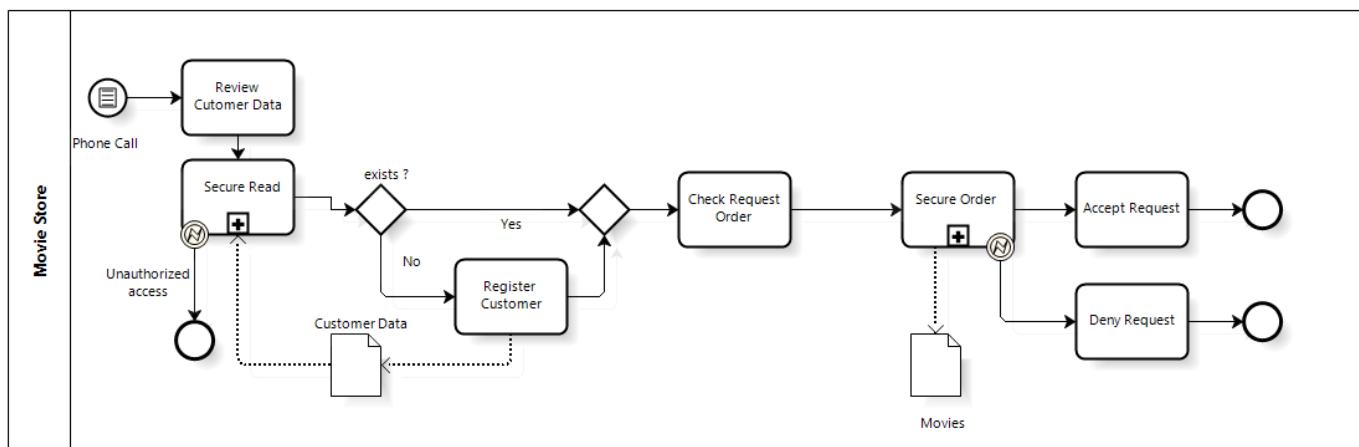 Movie Store
Phone Call
Review
Cutomer Data
Secure Read
Unauthorized
access
exists ?
Yes
No
Register
Customer
Customer Data
Check Request
Order
Secure Order
Movies
Accept Request
Deny Request